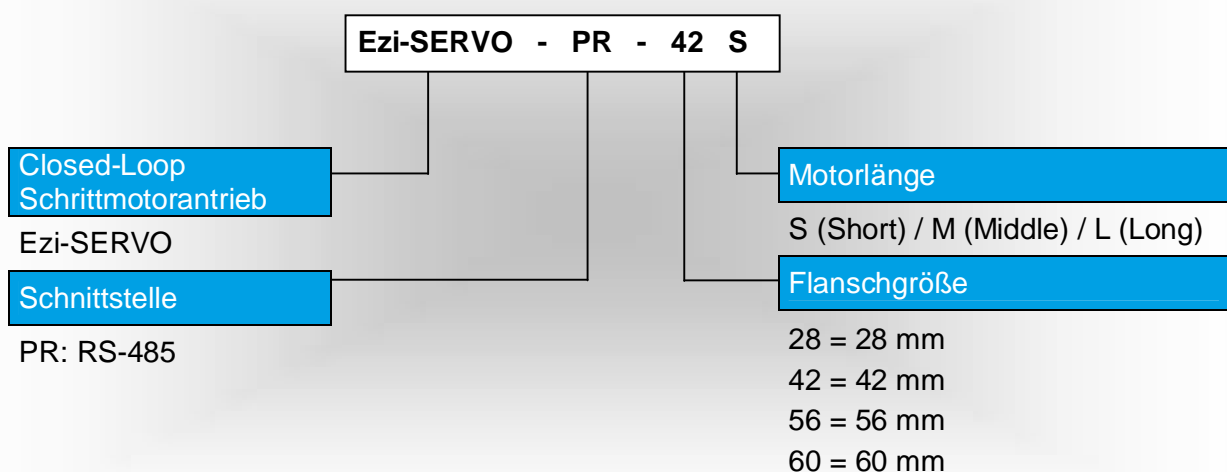 Ezi-SERVO - PR - 42 S
Closed-Loop
Schrittmotorantrieb
Ezi-SERVO
Schnittstelle
PR: RS-485
Motorlänge
S (Short) / M (Middle) / L (Long)
Flanschgröße
28 = 28 mm
42 = 42 mm
56 = 56 mm
60 = 60 mm